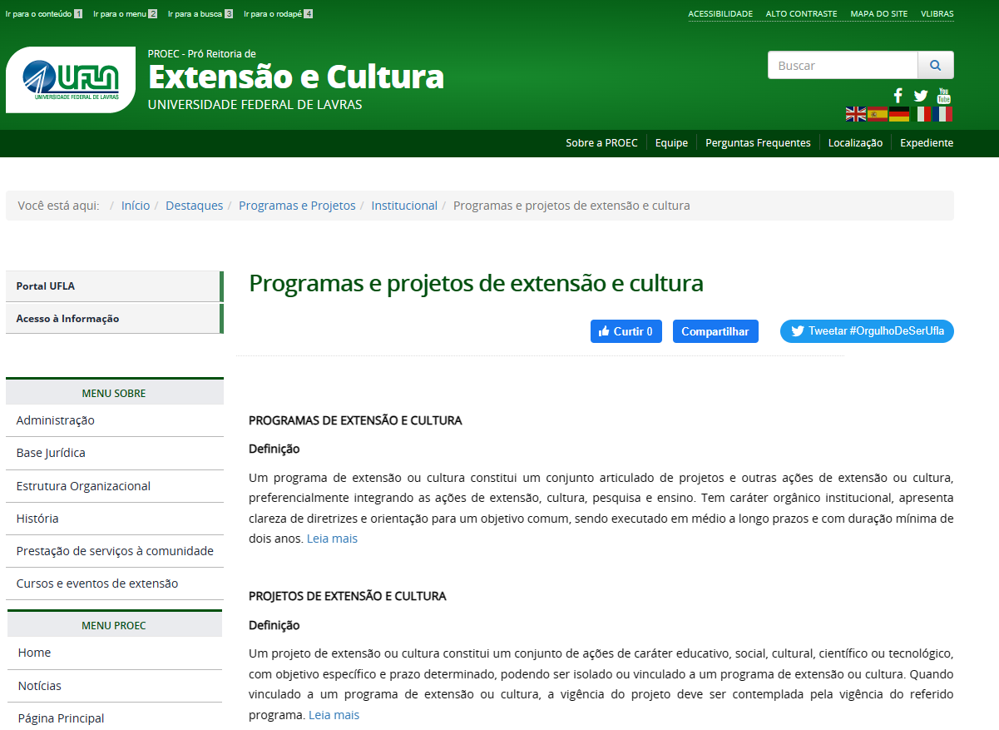 Ir para o conteúdo 1 Ir para o menu 2 Ir para a busca 3 Ir para o rodapé 4
ACESSIBILIDADE ALTO CONTRASTE MAPA DO SITE VLIBRAS
UFLA
UNIVERSIDADE FEDERAL DE LAVRAS
PROEC - Pró Reitoria de
Extensão e Cultura
UNIVERSIDADE FEDERAL DE LAVRAS
Buscar
You
Tube
Sobre a PROEC Equipe Perguntas Frequentes Localização Expediente
Você está aqui: / Início / Destaques / Programas e Projetos / Institucional / Programas e projetos de extensão e cultura
Portal UFLA
Acesso à Informação
MENU SOBRE
Administração
Base Jurídica
Estrutura Organizacional
História
Prestação de serviços à comunidade
Cursos e eventos de extensão
MENU PROEC
Home
Notícias
Página Principal
Programas e projetos de extensão e cultura
Curtir 0 Compartilhar Tweetar #OrgulhoDeSerUfla
PROGRAMAS DE EXTENSÃO E CULTURA
Definição
Um programa de extensão ou cultura constitui um conjunto articulado de projetos e outras ações de extensão ou cultura,
preferencialmente integrando as ações de extensão, cultura, pesquisa e ensino. Tem caráter orgânico institucional, apresenta
clareza de diretrizes e orientação para um objetivo comum, sendo executado em médio a longo prazos e com duração mínima de
dois anos. Leia mais
PROJETOS DE EXTENSÃO E CULTURA
Definição
Um projeto de extensão ou cultura constitui um conjunto de ações de caráter educativo, social, cultural, científico ou tecnológico,
com objetivo específico e prazo determinado, podendo ser isolado ou vinculado a um programa de extensão ou cultura. Quando
vinculado a um programa de extensão ou cultura, a vigência do projeto deve ser contemplada pela vigência do referido
programa. Leia mais